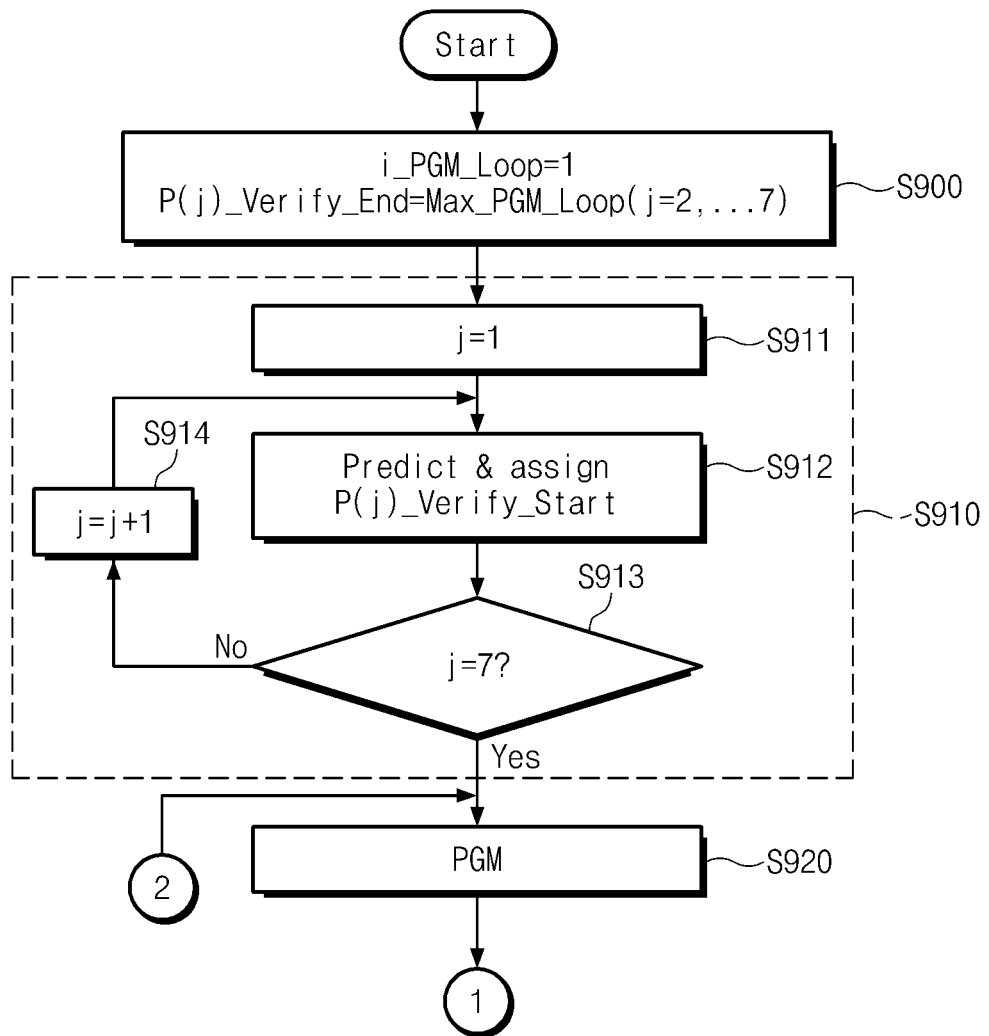 Start
i_PGM_Loop=1
P(j)_Verify_End=Max_PGM_Loop(j=2,...7)
S900
j=1
S911
S914
Predict & assign
P(j)_Verify_Start
S912
j=j+1
S910
S913
No
j=7?
Yes
PGM
S920
2
1